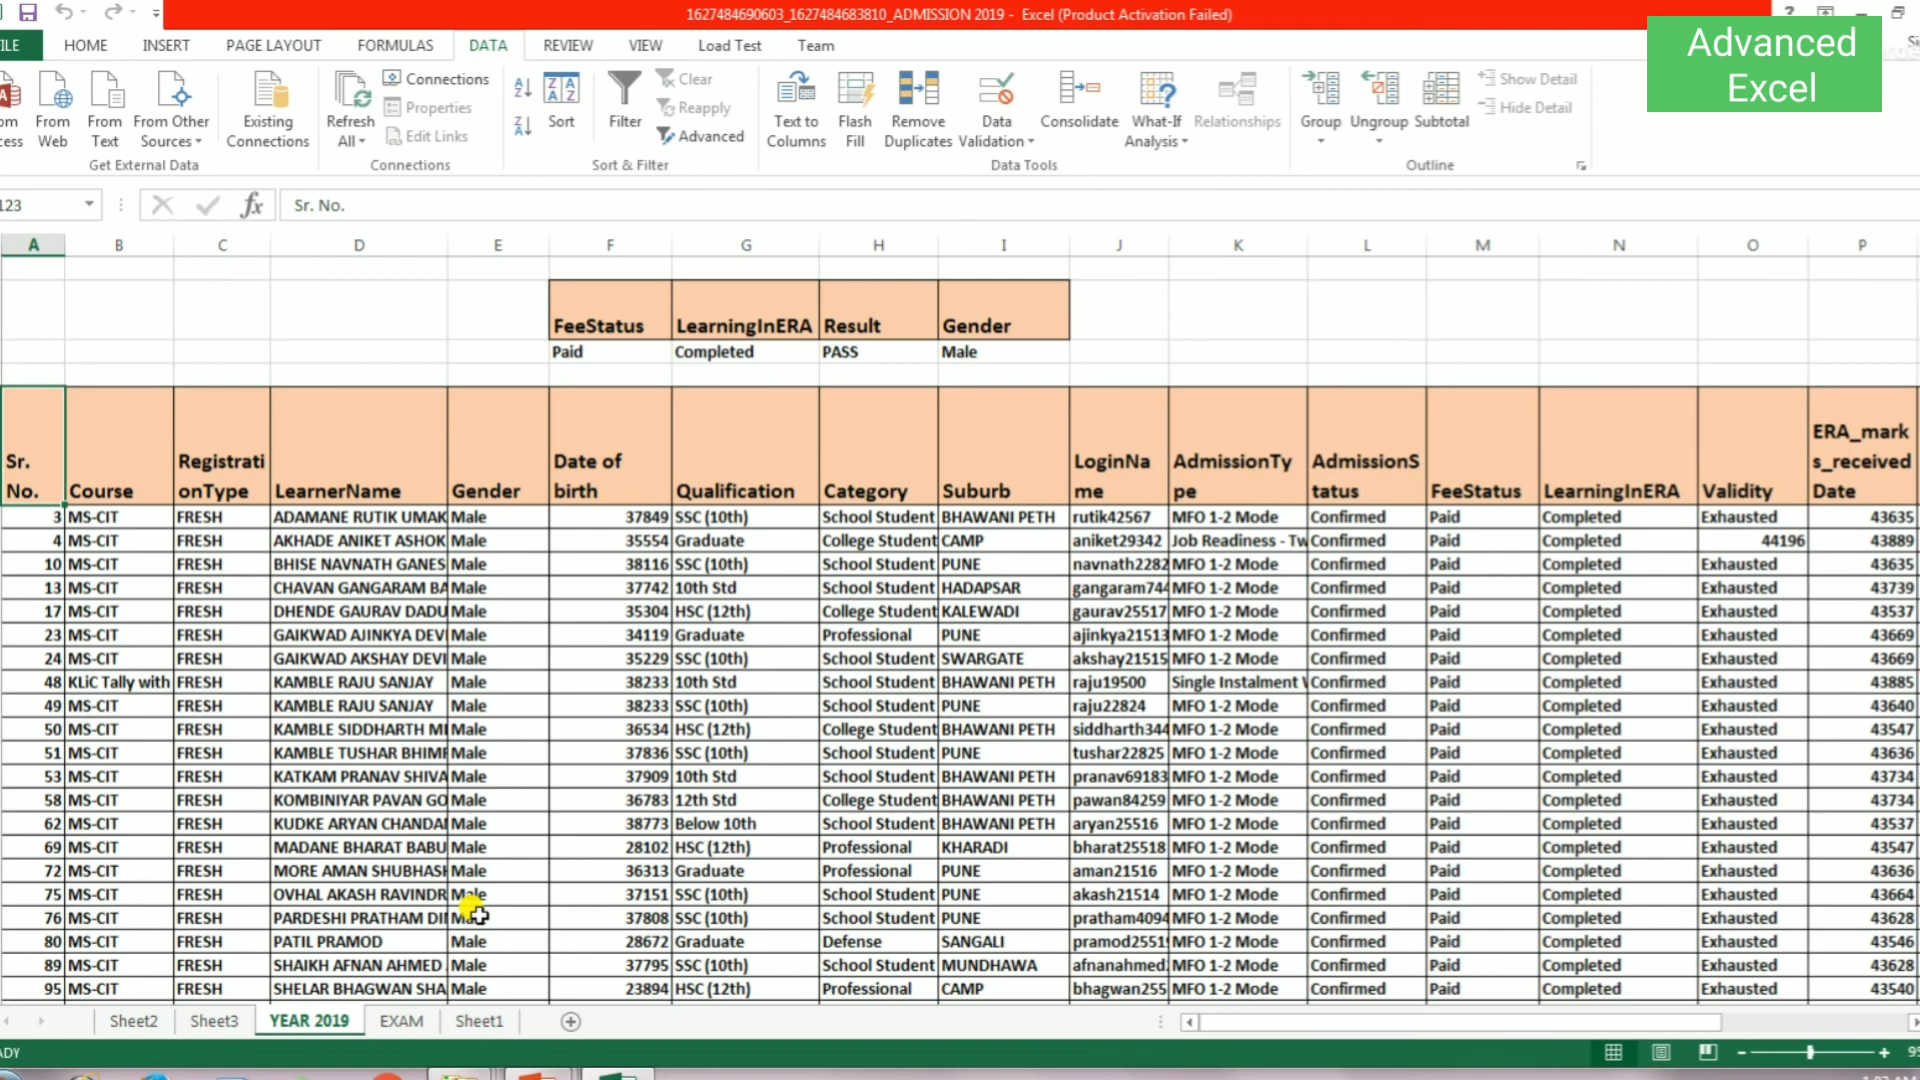 1627484690603_1627484683810_ADMISSION 2019 - Excel (Product Activation Failed)
Advanced
Excel
HOME INSERT PAGE LAYOUT FORMULAS DATA REVIEW VIEW Load Test Team
From Web From Text From Other Sources Existing Connections Refresh All Connections Properties Edit Links Sort Filter Clear Reapply Advanced Text to Columns Flash Fill Remove Duplicates Data Validation Consolidate What-If Analysis Relationships Group Ungroup Subtotal Show Detail Hide Detail
Get External Data Connections Sort & Filter Data Tools Outline
123 fx Sr. No.
A B C D E F G H I J K L M N O P
FeeStatus LearningInERA Result Gender
Paid Completed PASS Male
Sr. No. Course RegistrationType LearnerName Gender Date of birth Qualification Category Suburb LoginName AdmissionType AdmissionStatus FeeStatus LearningInERA Validity ERA_marks_received Date
3 MS-CIT FRESH ADAMANE RUTIK UMAK Male 37849 SSC (10th) School Student BHAWANI PETH rutik42567 MFO 1-2 Mode Confirmed Paid Completed Exhausted 43635
4 MS-CIT FRESH AKHADE ANIKET ASHOK Male 35554 Graduate College Student CAMP aniket29342 Job Readiness - Tw Confirmed Paid Completed 44196 43889
10 MS-CIT FRESH BHISE NAVNATH GANES Male 38116 SSC (10th) School Student PUNE navnath2282 MFO 1-2 Mode Confirmed Paid Completed Exhausted 43635
13 MS-CIT FRESH CHAVAN GANGARAM BA Male 37742 10th Std School Student HADAPSAR gangaram744 MFO 1-2 Mode Confirmed Paid Completed Exhausted 43739
17 MS-CIT FRESH DHENDE GAURAV DADU Male 35304 HSC (12th) College Student KALEWADI gaurav25517 MFO 1-2 Mode Confirmed Paid Completed Exhausted 43537
23 MS-CIT FRESH GAIKWAD AJINKYA DEVI Male 34119 Graduate Professional PUNE ajinkya21513 MFO 1-2 Mode Confirmed Paid Completed Exhausted 43669
24 MS-CIT FRESH GAIKWAD AKSHAY DEVI Male 35229 SSC (10th) School Student SWARGATE akshay21515 MFO 1-2 Mode Confirmed Paid Completed Exhausted 43669
48 KLiC Tally with FRESH KAMBLE RAJU SANJAY Male 38233 10th Std School Student BHAWANI PETH raju19500 Single Instalment Confirmed Paid Completed Exhausted 43885
49 MS-CIT FRESH KAMBLE RAJU SANJAY Male 38233 SSC (10th) School Student PUNE raju22824 MFO 1-2 Mode Confirmed Paid Completed Exhausted 43640
50 MS-CIT FRESH KAMBLE SIDDHARTH MI Male 36534 HSC (12th) College Student BHAWANI PETH siddharth344 MFO 1-2 Mode Confirmed Paid Completed Exhausted 43547
51 MS-CIT FRESH KAMBLE TUSHAR BHIM Male 37836 SSC (10th) School Student PUNE tushar22825 MFO 1-2 Mode Confirmed Paid Completed Exhausted 43636
53 MS-CIT FRESH KATKAM PRANAV SHIVA Male 37909 10th Std School Student BHAWANI PETH pranav69183 MFO 1-2 Mode Confirmed Paid Completed Exhausted 43734
58 MS-CIT FRESH KOMBINIYAR PAVAN GO Male 36783 12th Std College Student BHAWANI PETH pawan84259 MFO 1-2 Mode Confirmed Paid Completed Exhausted 43734
62 MS-CIT FRESH KUDKE ARYAN CHANDA Male 38773 Below 10th School Student BHAWANI PETH aryan25516 MFO 1-2 Mode Confirmed Paid Completed Exhausted 43537
69 MS-CIT FRESH MADANE BHARAT BABU Male 28102 HSC (12th) Professional KHARADI bharat25518 MFO 1-2 Mode Confirmed Paid Completed Exhausted 43547
72 MS-CIT FRESH MORE AMAN SHUBHASH Male 36313 Graduate Professional PUNE aman21516 MFO 1-2 Mode Confirmed Paid Completed Exhausted 43636
75 MS-CIT FRESH OVHAL AKASH RAVINDR Male 37151 SSC (10th) School Student PUNE akash21514 MFO 1-2 Mode Confirmed Paid Completed Exhausted 43664
76 MS-CIT FRESH PARDESHI PRATHAM DI 37808 SSC (10th) School Student PUNE pratham4094 MFO 1-2 Mode Confirmed Paid Completed Exhausted 43628
80 MS-CIT FRESH PATIL PRAMOD Male 28672 Graduate Defense SANGALI pramod2551 MFO 1-2 Mode Confirmed Paid Completed Exhausted 43546
89 MS-CIT FRESH SHAIKH AFNAN AHMED Male 37795 SSC (10th) School Student MUNDHAWA afnanahmed MFO 1-2 Mode Confirmed Paid Completed Exhausted 43628
95 MS-CIT FRESH SHELAR BHAGWAN SHA Male 23894 HSC (12th) Professional CAMP bhagwan255 MFO 1-2 Mode Confirmed Paid Completed Exhausted 43540
Sheet2 Sheet3 YEAR 2019 EXAM Sheet1